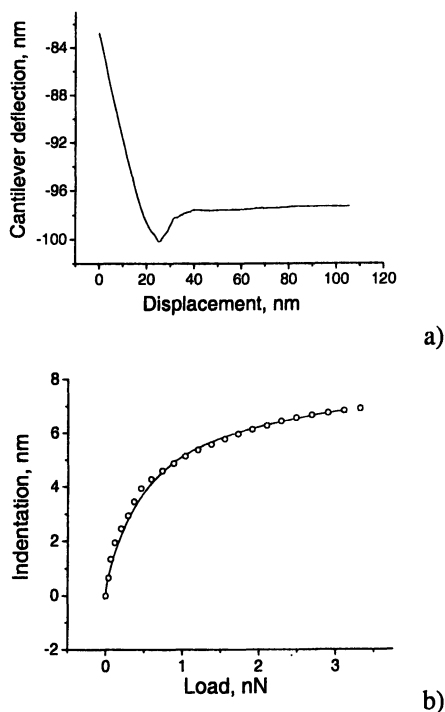 Cantilever deflection, nm
-84
-88
-92
-96
-100
0 20 40 60 80 100 120
Displacement, nm
a)
Indentation, nm
8
6
4
2
0
-2
0 1 2 3
Load, nN
b)